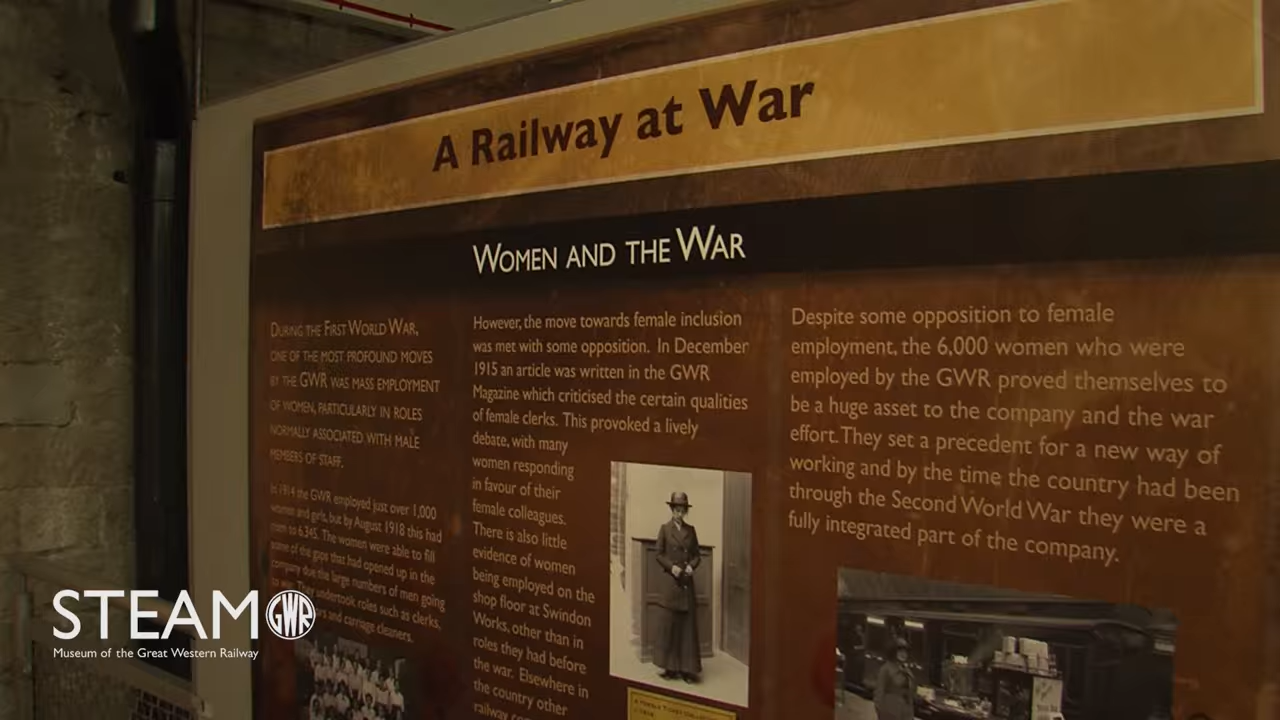 A Railway at War
WOMEN AND THE WAR
DURING THE FIRST WORLD WAR,
ONE OF THE MOST PROFOUND MOVES
BY THE GWR WAS MASS EMPLOYMENT
OF WOMEN, PARTICULARLY IN ROLES
NORMALLY ASSOCIATED WITH MALE
MEMBERS OF STAFF.
In 1914 the GWR employed just over 1,000
women and girls, but by August 1918 this had
risen to 6,345. The women were able to fill
some of the gaps that had opened up in the
company due the large numbers of men going
to war. They undertook roles such as clerks,
and carriage cleaners.
However, the move towards female inclusion
was met with some opposition. In December
1915 an article was written in the GWR
Magazine which criticised the certain qualities
of female clerks. This provoked a lively
debate, with many
women responding
in favour of their
female colleagues.
There is also little
evidence of women
being employed on the
shop floor at Swindon
Works, other than in
roles they had before
the war. Elsewhere in
the country other
railway
Despite some opposition to female
employment, the 6,000 women who were
employed by the GWR proved themselves to
be a huge asset to the company and the war
effort. They set a precedent for a new way of
working and by the time the country had been
through the Second World War they were a
fully integrated part of the company.
STEAM GWR
Museum of the Great Western Railway